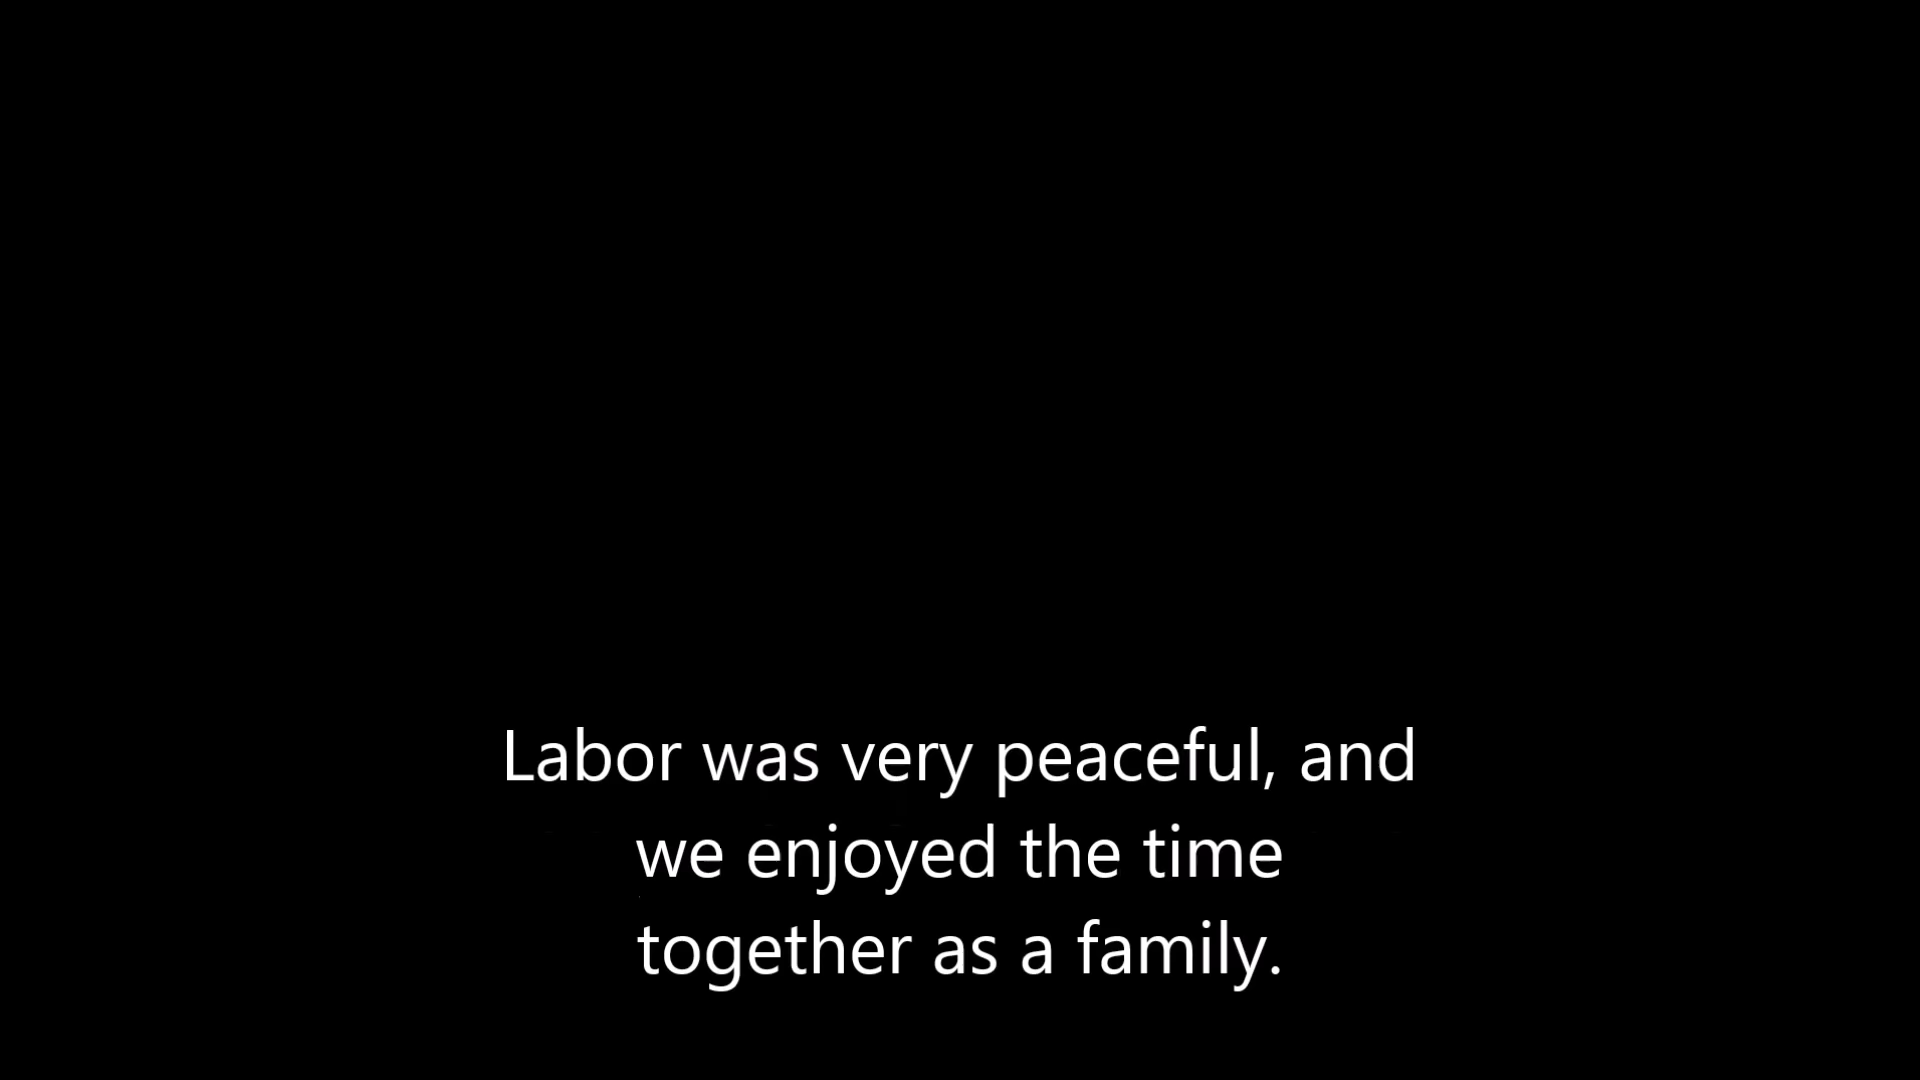 Labor was very peaceful, and
we enjoyed the time
together as a family.